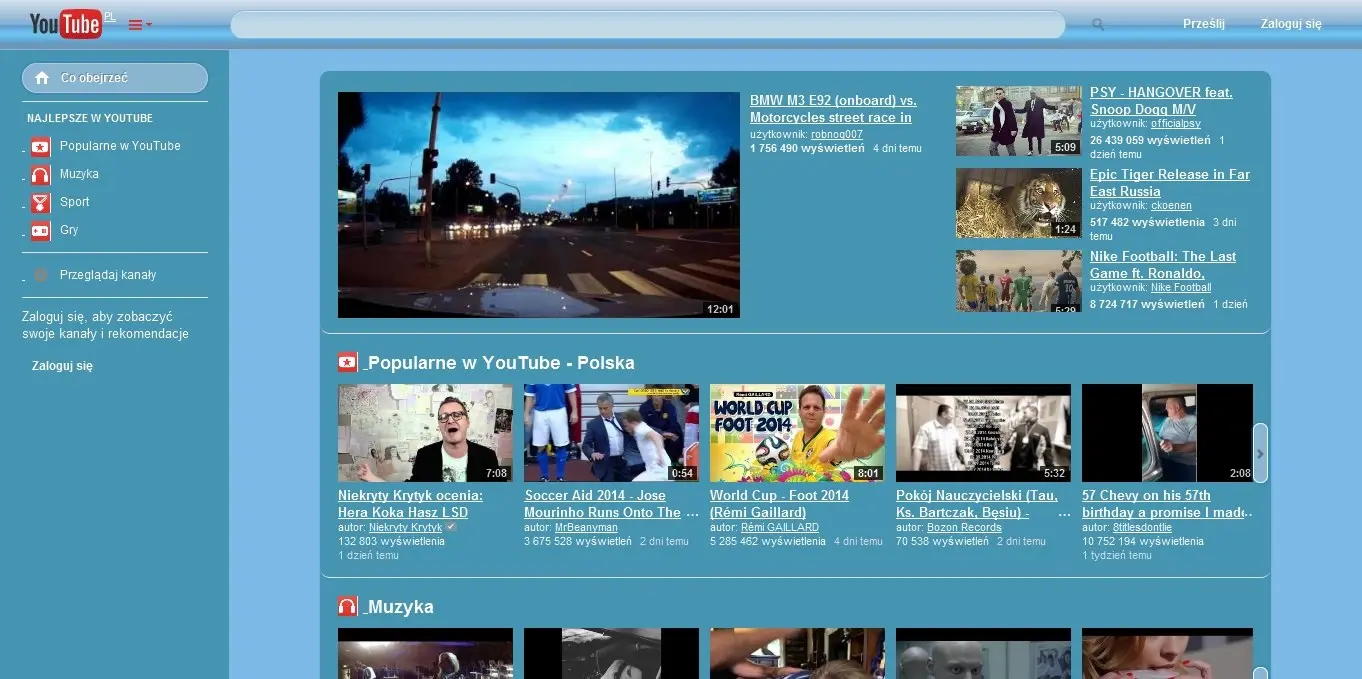 YouTube PL
Prześlij
Zaloguj się
Co obejrzeć
NAJLEPSZE W YOUTUBE
Popularne w YouTube
Muzyka
Sport
Gry
Przeglądaj kanały
Zaloguj się, aby zobaczyć
swoje kanały i rekomendacje
Zaloguj się
12:01
BMW M3 E92 (onboard) vs.
Motorcycles street race in
użytkownik: robnog007
1 756 490 wyświetleń 4 dni temu
5:09
PSY - HANGOVER feat.
Snoop Dogg M/V
użytkownik: officialpsy
26 439 059 wyświetleń 1
dzień temu
1:24
Epic Tiger Release in Far
East Russia
użytkownik: ckoenen
517 482 wyświetlenia 3 dni
temu
5:29
Nike Football: The Last
Game ft. Ronaldo,
użytkownik: Nike Football
8 724 717 wyświetleń 1 dzień
Popularne w YouTube - Polska
7:08
Niekryty Krytyk ocenia:
Hera Koka Hasz LSD
autor: Niekryty Krytyk
132 803 wyświetlenia
1 dzień temu
0:54
Soccer Aid 2014 - Jose
Mourinho Runs Onto The ...
autor: MrBeanyman
3 675 528 wyświetleń 2 dni temu
Rémi GAILLARD
WORLD CUP
FOOT 2014
8:01
World Cup - Foot 2014
(Rémi Gaillard)
autor: Rémi GAILLARD
5 285 462 wyświetlenia 4 dni temu
5:32
Pokój Nauczycielski (Tau,
Ks. Bartczak, Bęsiu) - ...
autor: Bozon Records
70 538 wyświetleń 2 dni temu
2:08
57 Chevy on his 57th
birthday a promise I made...
autor: 8titlesdontlie
10 752 194 wyświetlenia
1 tydzień temu
Muzyka